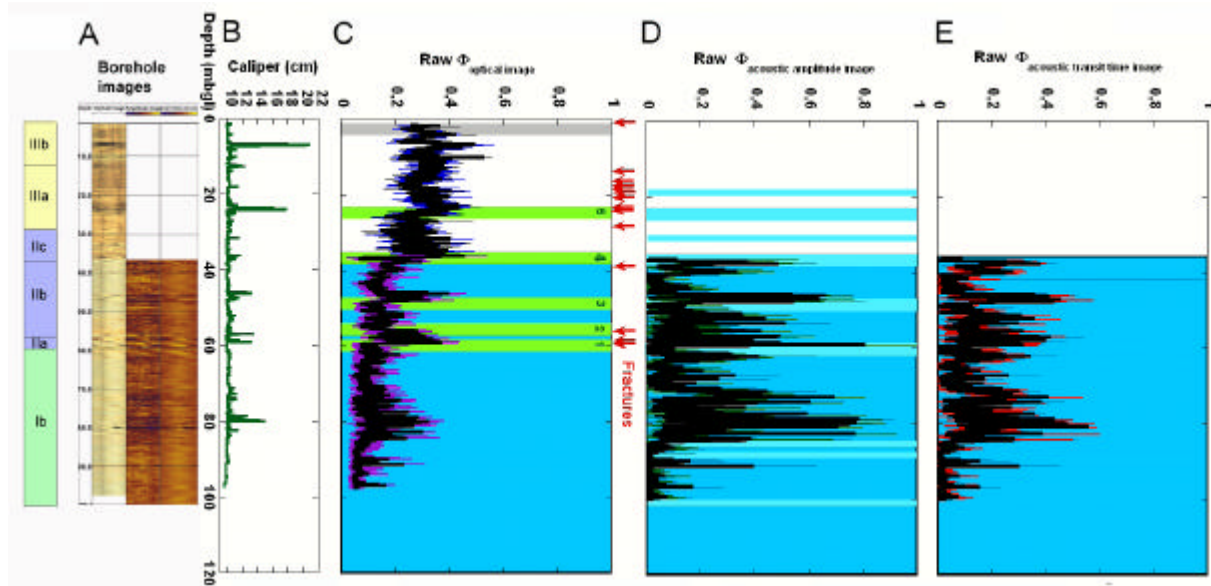 A
B
C
D
E
Borehole
images
Depth (mbgl)
Caliper (cm)
Raw Φ optical image
Raw Φ acoustic amplitude image
Raw Φ acoustic transit time image
10 12 14 16 18 20 22
0 0,2 0,4 0,6 0,8 1
0 0,2 0,4 0,6 0,8 1
0 0,2 0,4 0,6 0,8 1
0
20
40
60
80
100
120
IIIb
IIIa
IIc
IIb
IIa
Ib
Fractures